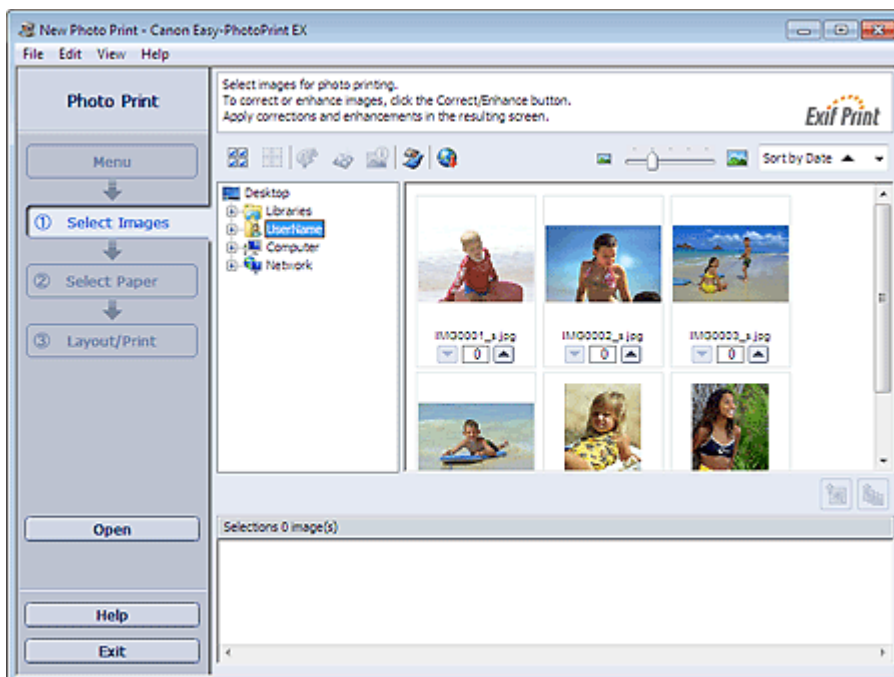 New Photo Print - Canon Easy-PhotoPrint EX
File Edit View Help
Photo Print
Menu
① Select Images
② Select Paper
③ Layout/Print
Open
Help
Exit
Select images for photo printing.
To correct or enhance images, click the Correct/Enhance button.
Apply corrections and enhancements in the resulting screen.
Exif Print
Sort by Date
Desktop
Libraries
UserName
Computer
Network
IMG0001_s.jpg IMG0002_s.jpg IMG0003_s.jpg
0 0 0
Selections 0 image(s)